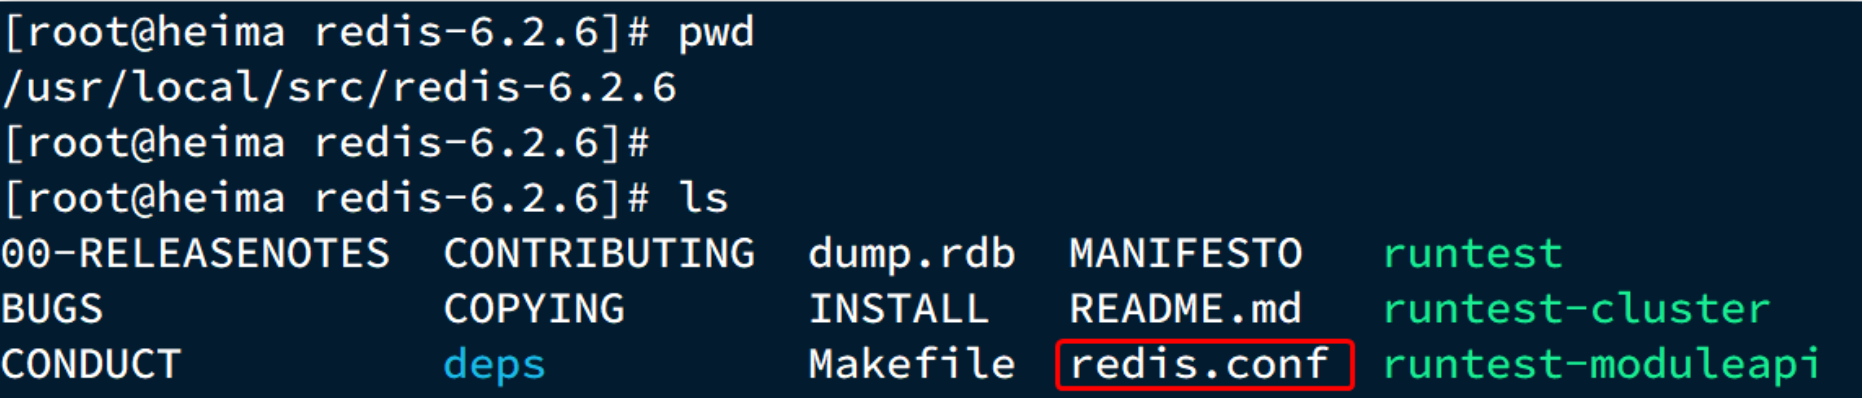 [root@heima redis-6.2.6]# pwd
/usr/local/src/redis-6.2.6
[root@heima redis-6.2.6]#
[root@heima redis-6.2.6]# ls
00-RELEASENOTES  CONTRIBUTING  dump.rdb  MANIFESTO   runtest
BUGS             COPYING       INSTALL   README.md   runtest-cluster
CONDUCT          deps          Makefile  redis.conf  runtest-moduleapi